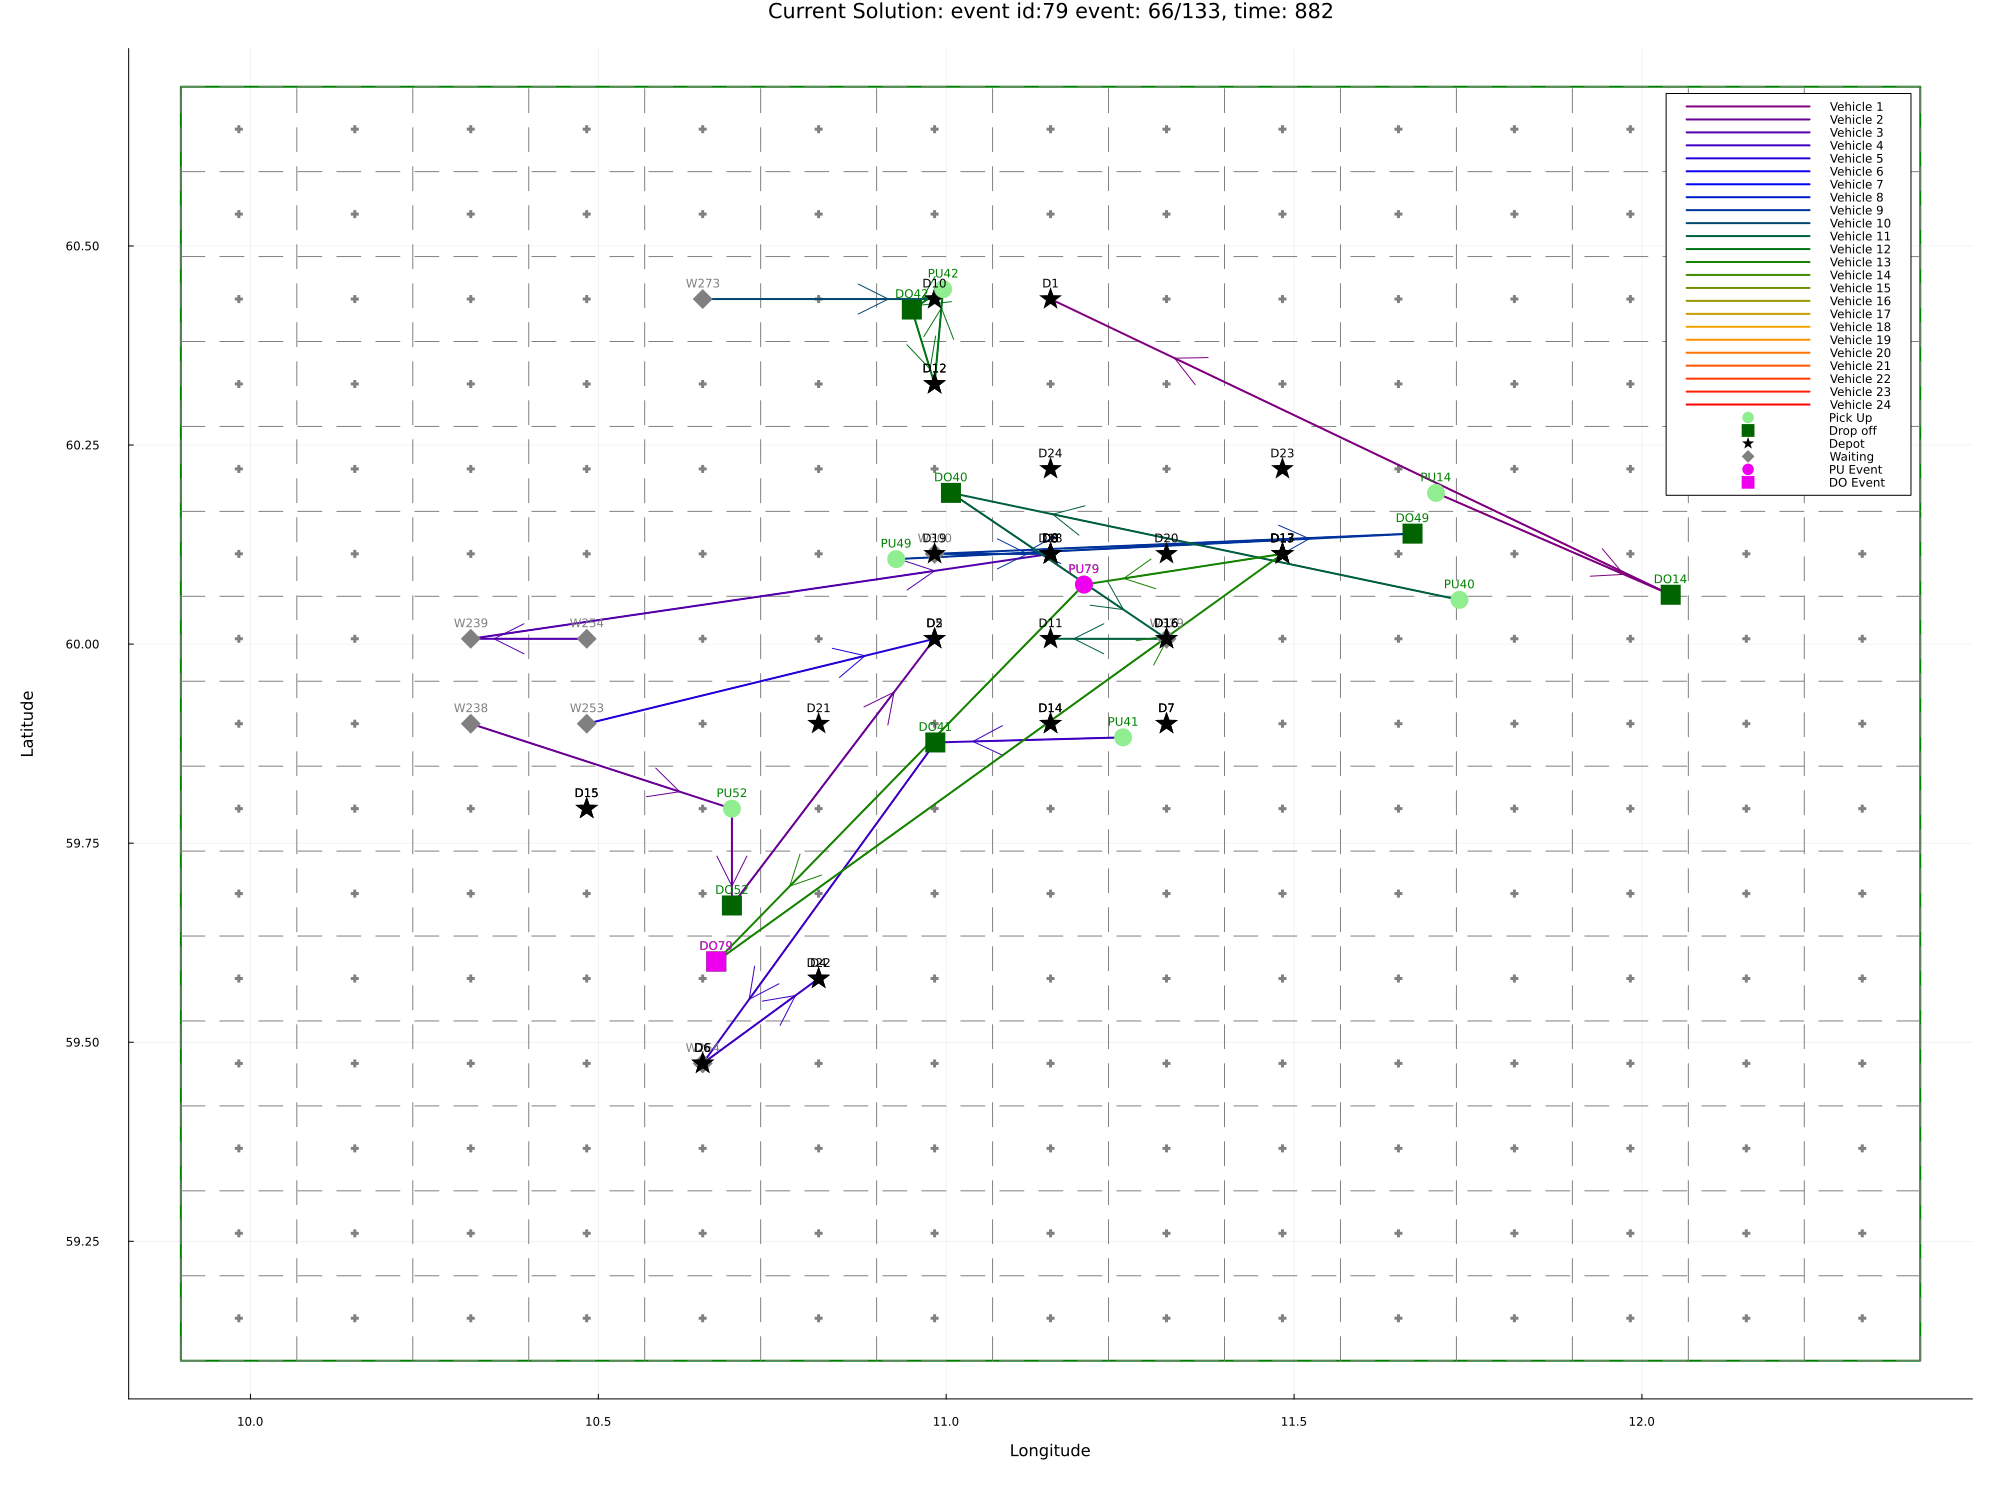 Current Solution: event id:79 event: 66/133, time: 882
Vehicle 1
Vehicle 2
Vehicle 3
Vehicle 4
Vehicle 5
Vehicle 6
Vehicle 7
Vehicle 8
Vehicle 9
Vehicle 10
Vehicle 11
Vehicle 12
Vehicle 13
Vehicle 14
Vehicle 15
Vehicle 16
Vehicle 17
Vehicle 18
Vehicle 19
Vehicle 20
Vehicle 21
Vehicle 22
Vehicle 23
Vehicle 24
Pick Up
Drop off
Depot
Waiting
PU Event
DO Event
60.50
60.25
60.00
59.75
59.50
59.25
Latitude
PU42
W273
D10
D1
DO42
D12
D24
D23
DO40
PU14
DO49
PU49
D19
D20
PU79
PU40
DO14
W239
W254
D11
D16
W238
W253
D21
DO41
D14
PU41
D7
D15
PU52
DO52
DO79
D22
D6
10.0
10.5
11.0
11.5
12.0
Longitude